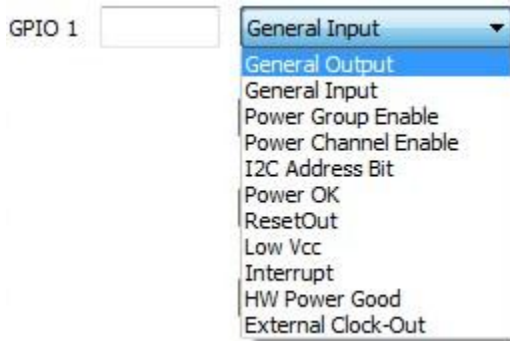 GPIO 1 General Input
General Output
General Input
Power Group Enable
Power Channel Enable
I2C Address Bit
Power OK
ResetOut
Low Vcc
Interrupt
HW Power Good
External Clock-Out